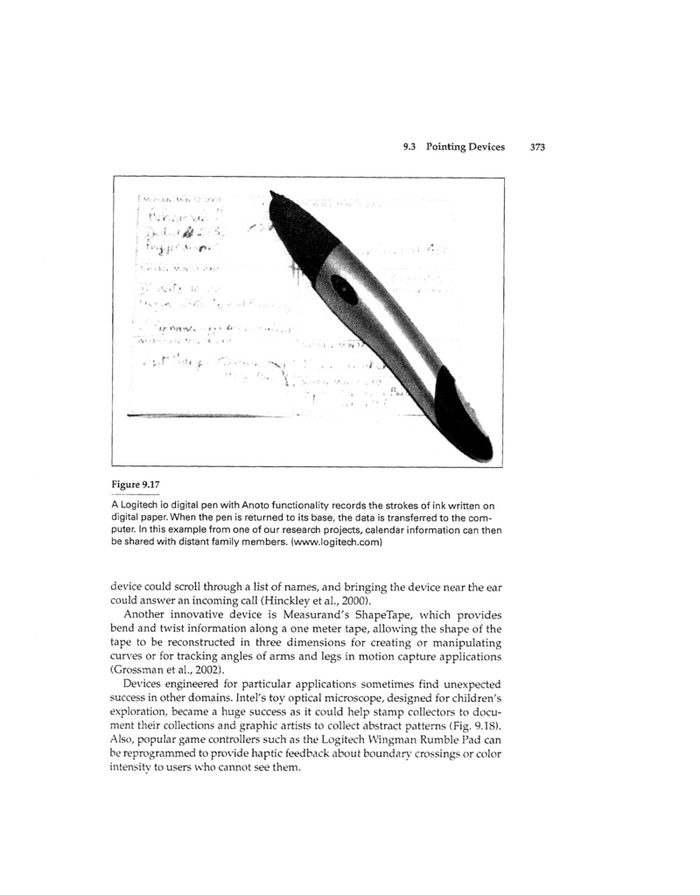 9.3 Pointing Devices 373
Figure 9.17
A Logitech io digital pen with Anoto functionality records the strokes of ink written on
digital paper. When the pen is returned to its base, the data is transferred to the com-
puter. In this example from one of our research projects, calendar information can then
be shared with distant family members. (www.logitech.com)
device could scroll through a list of names, and bringing the device near the ear
could answer an incoming call (Hinckley et al., 2000).
Another innovative device is Measurand's ShapeTape, which provides
bend and twist information along a one meter tape, allowing the shape of the
tape to be reconstructed in three dimensions for creating or manipulating
curves or for tracking angles of arms and legs in motion capture applications
(Grossman et al., 2002).
Devices engineered for particular applications sometimes find unexpected
success in other domains. Intel's toy optical microscope, designed for children's
exploration, became a huge success as it could help stamp collectors to docu-
ment their collections and graphic artists to collect abstract patterns (Fig. 9.18).
Also, popular game controllers such as the Logitech Wingman Rumble Pad can
be reprogrammed to provide haptic feedback about boundary crossings or color
intensity to users who cannot see them.